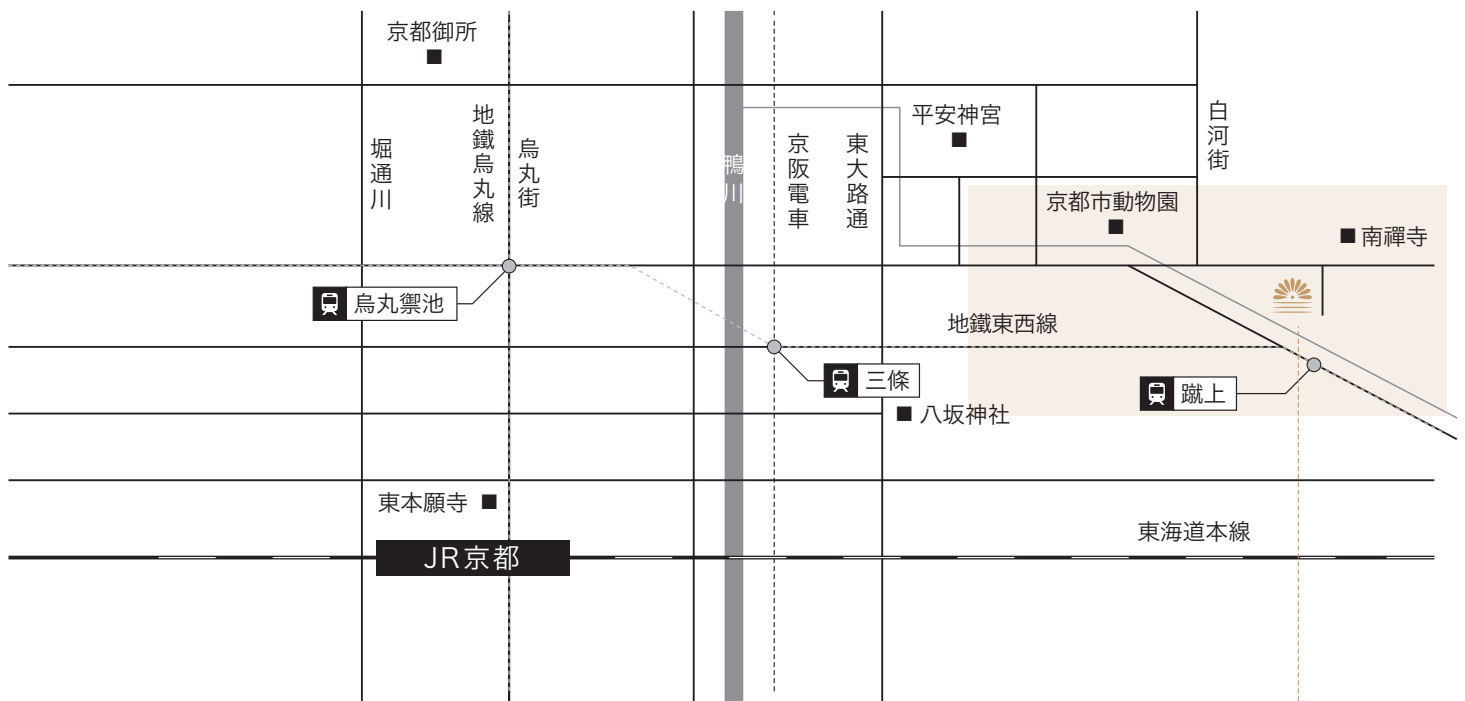 京都御所
平安神宮
白河街
地鐵烏丸線
烏丸街
堀通川
鴨川
京阪電車
東大路通
京都市動物園
南禪寺
烏丸禦池
地鐵東西線
三條
蹴上
八坂神社
東本願寺
東海道本線
JR京都